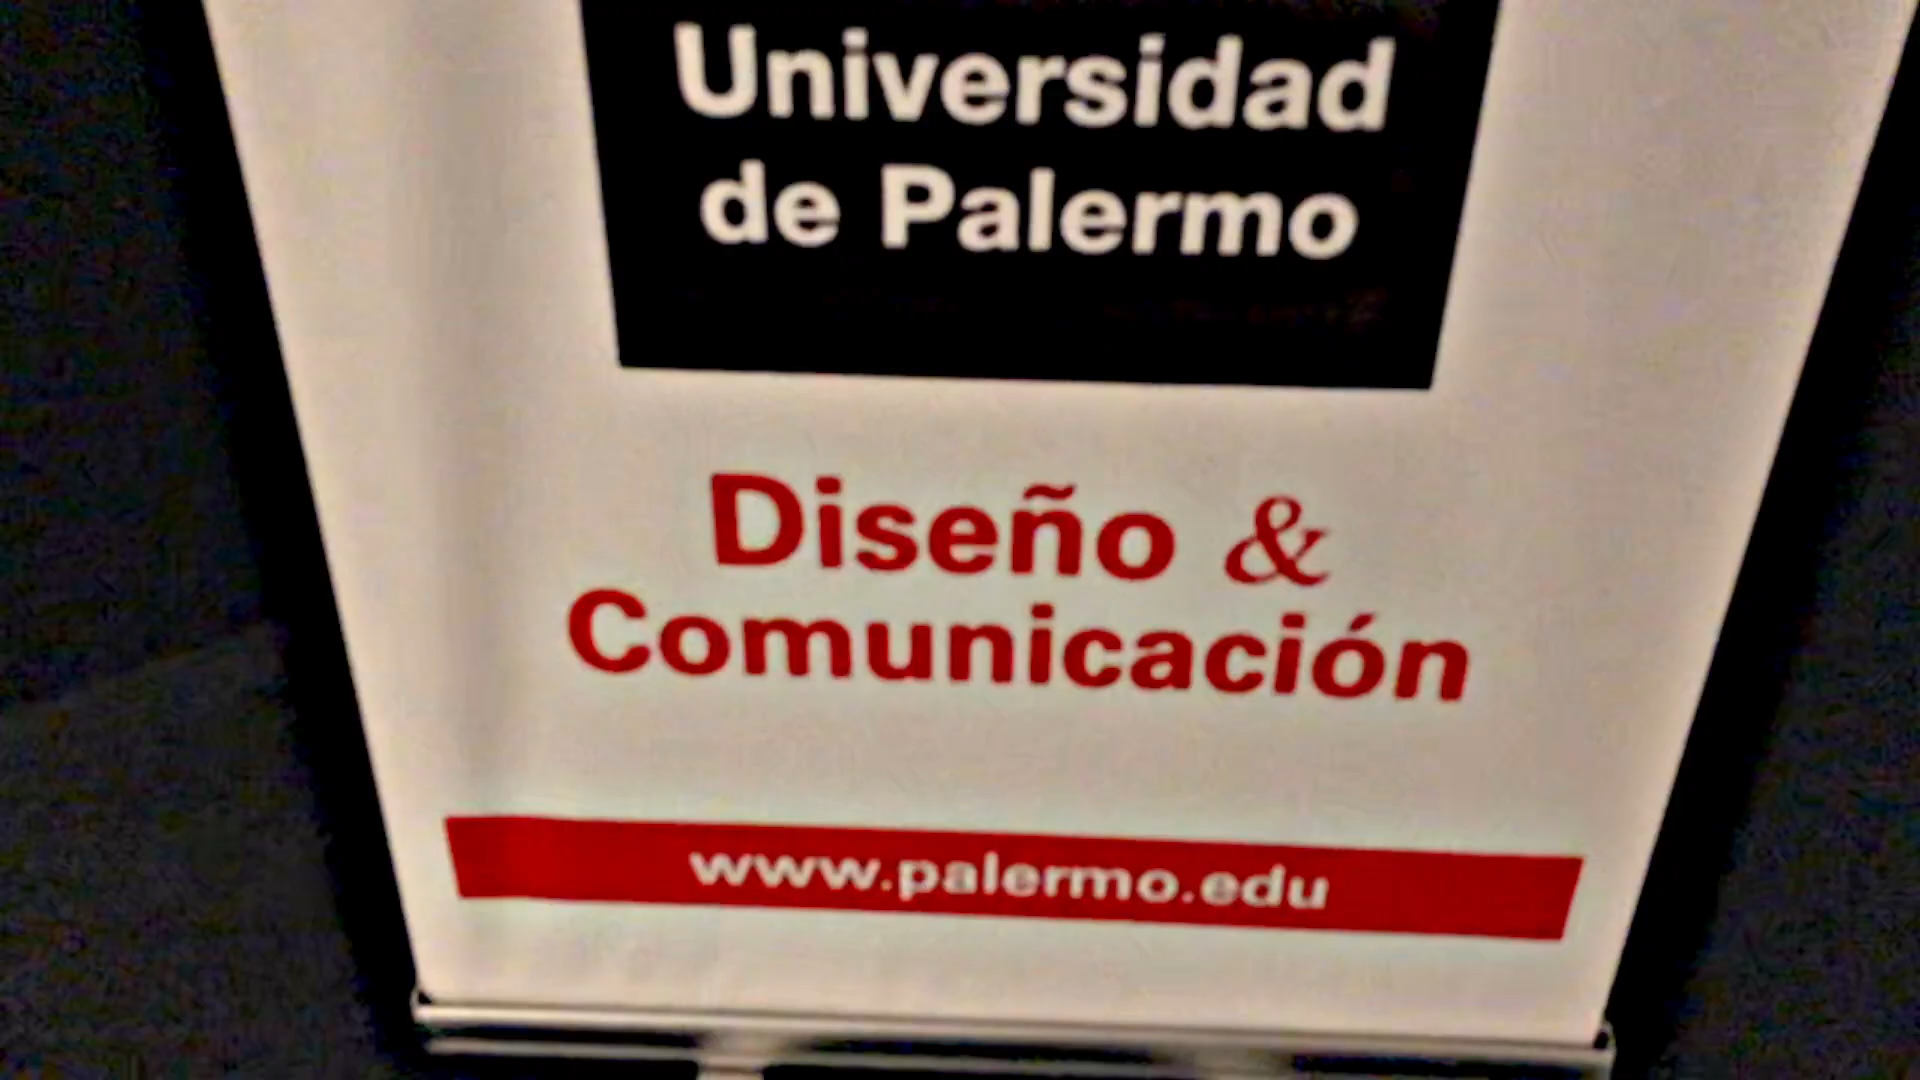 Universidad
de Palermo
Diseño &
Comunicación
www.palermo.edu